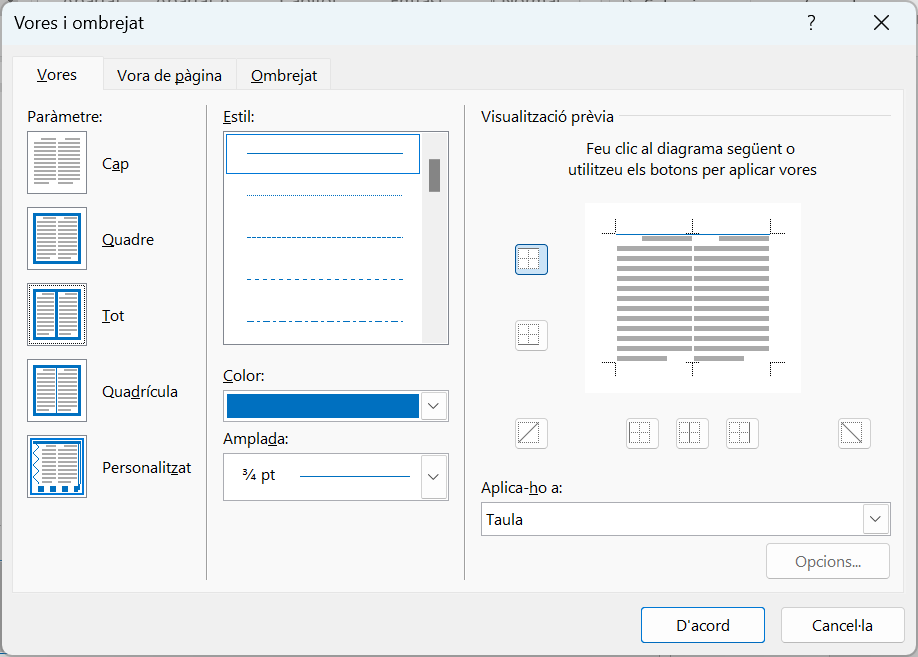 Vores i ombrejat
?
Vores
Vora de pàgina
Ombrejat
Paràmetre:
Cap
Quadre
Tot
Quadrícula
Personalitzat
Estil:
Color:
Amplada:
¾ pt
Visualització prèvia
Feu clic al diagrama següent o
utilitzeu els botons per aplicar vores
Aplica-ho a:
Taula
Opcions...
D'acord
Cancel·la